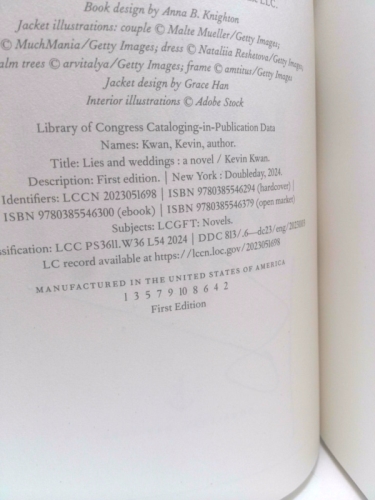 LLC.
Book design by Anna B. Knighton
Jacket illustrations: couple © Malte Mueller/Getty Images;
© MuchMania/Getty Images; dress © Nataliia Reshetova/Getty Images;
alm trees © arvitalya/Getty Images; frame © amtitus/Getty Images
Jacket design by Grace Han
Interior illustrations © Adobe Stock
Library of Congress Cataloging-in-Publication Data
Names: Kwan, Kevin, author.
Title: Lies and weddings : a novel / Kevin Kwan.
Description: First edition. | New York : Doubleday, 2024.
Identifiers: LCCN 2023051698 | ISBN 9780385546294 (hardcover) |
ISBN 9780385546300 (ebook) | ISBN 9780385546379 (open market)
Subjects: LCGFT: Novels.
ssification: LCC PS3611.W36 L54 2024 | DDC 813/.6—dc23/eng/
LC record available at https://lccn.loc.gov/2023051698
MANUFACTURED IN THE UNITED STATES OF AMERICA
1 3 5 7 9 10 8 6 4 2
First Edition